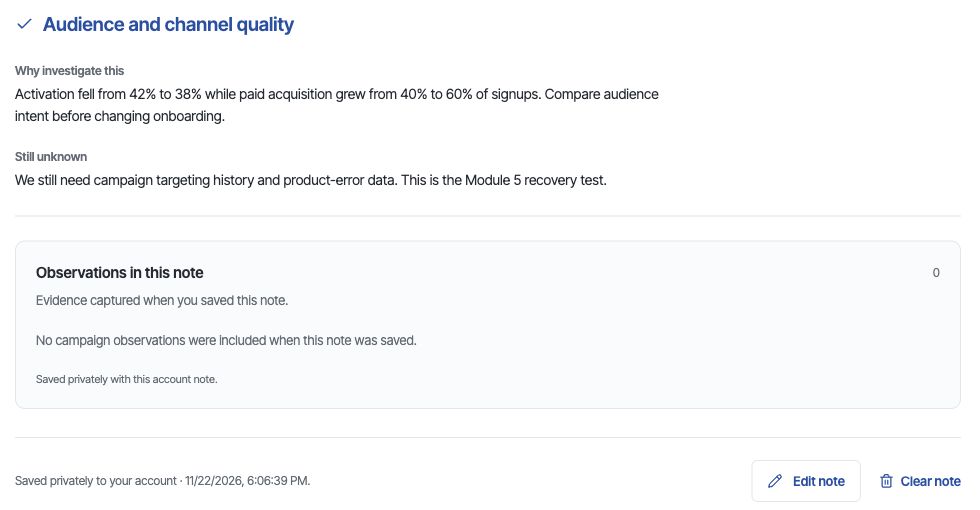 Audience and channel quality
Why investigate this
Activation fell from 42% to 38% while paid acquisition grew from 40% to 60% of signups. Compare audience
intent before changing onboarding.
Still unknown
We still need campaign targeting history and product-error data. This is the Module 5 recovery test.
Observations in this note
0
Evidence captured when you saved this note.
No campaign observations were included when this note was saved.
Saved privately with this account note.
Saved privately to your account · 11/22/2026, 6:06:39 PM.
Edit note
Clear note